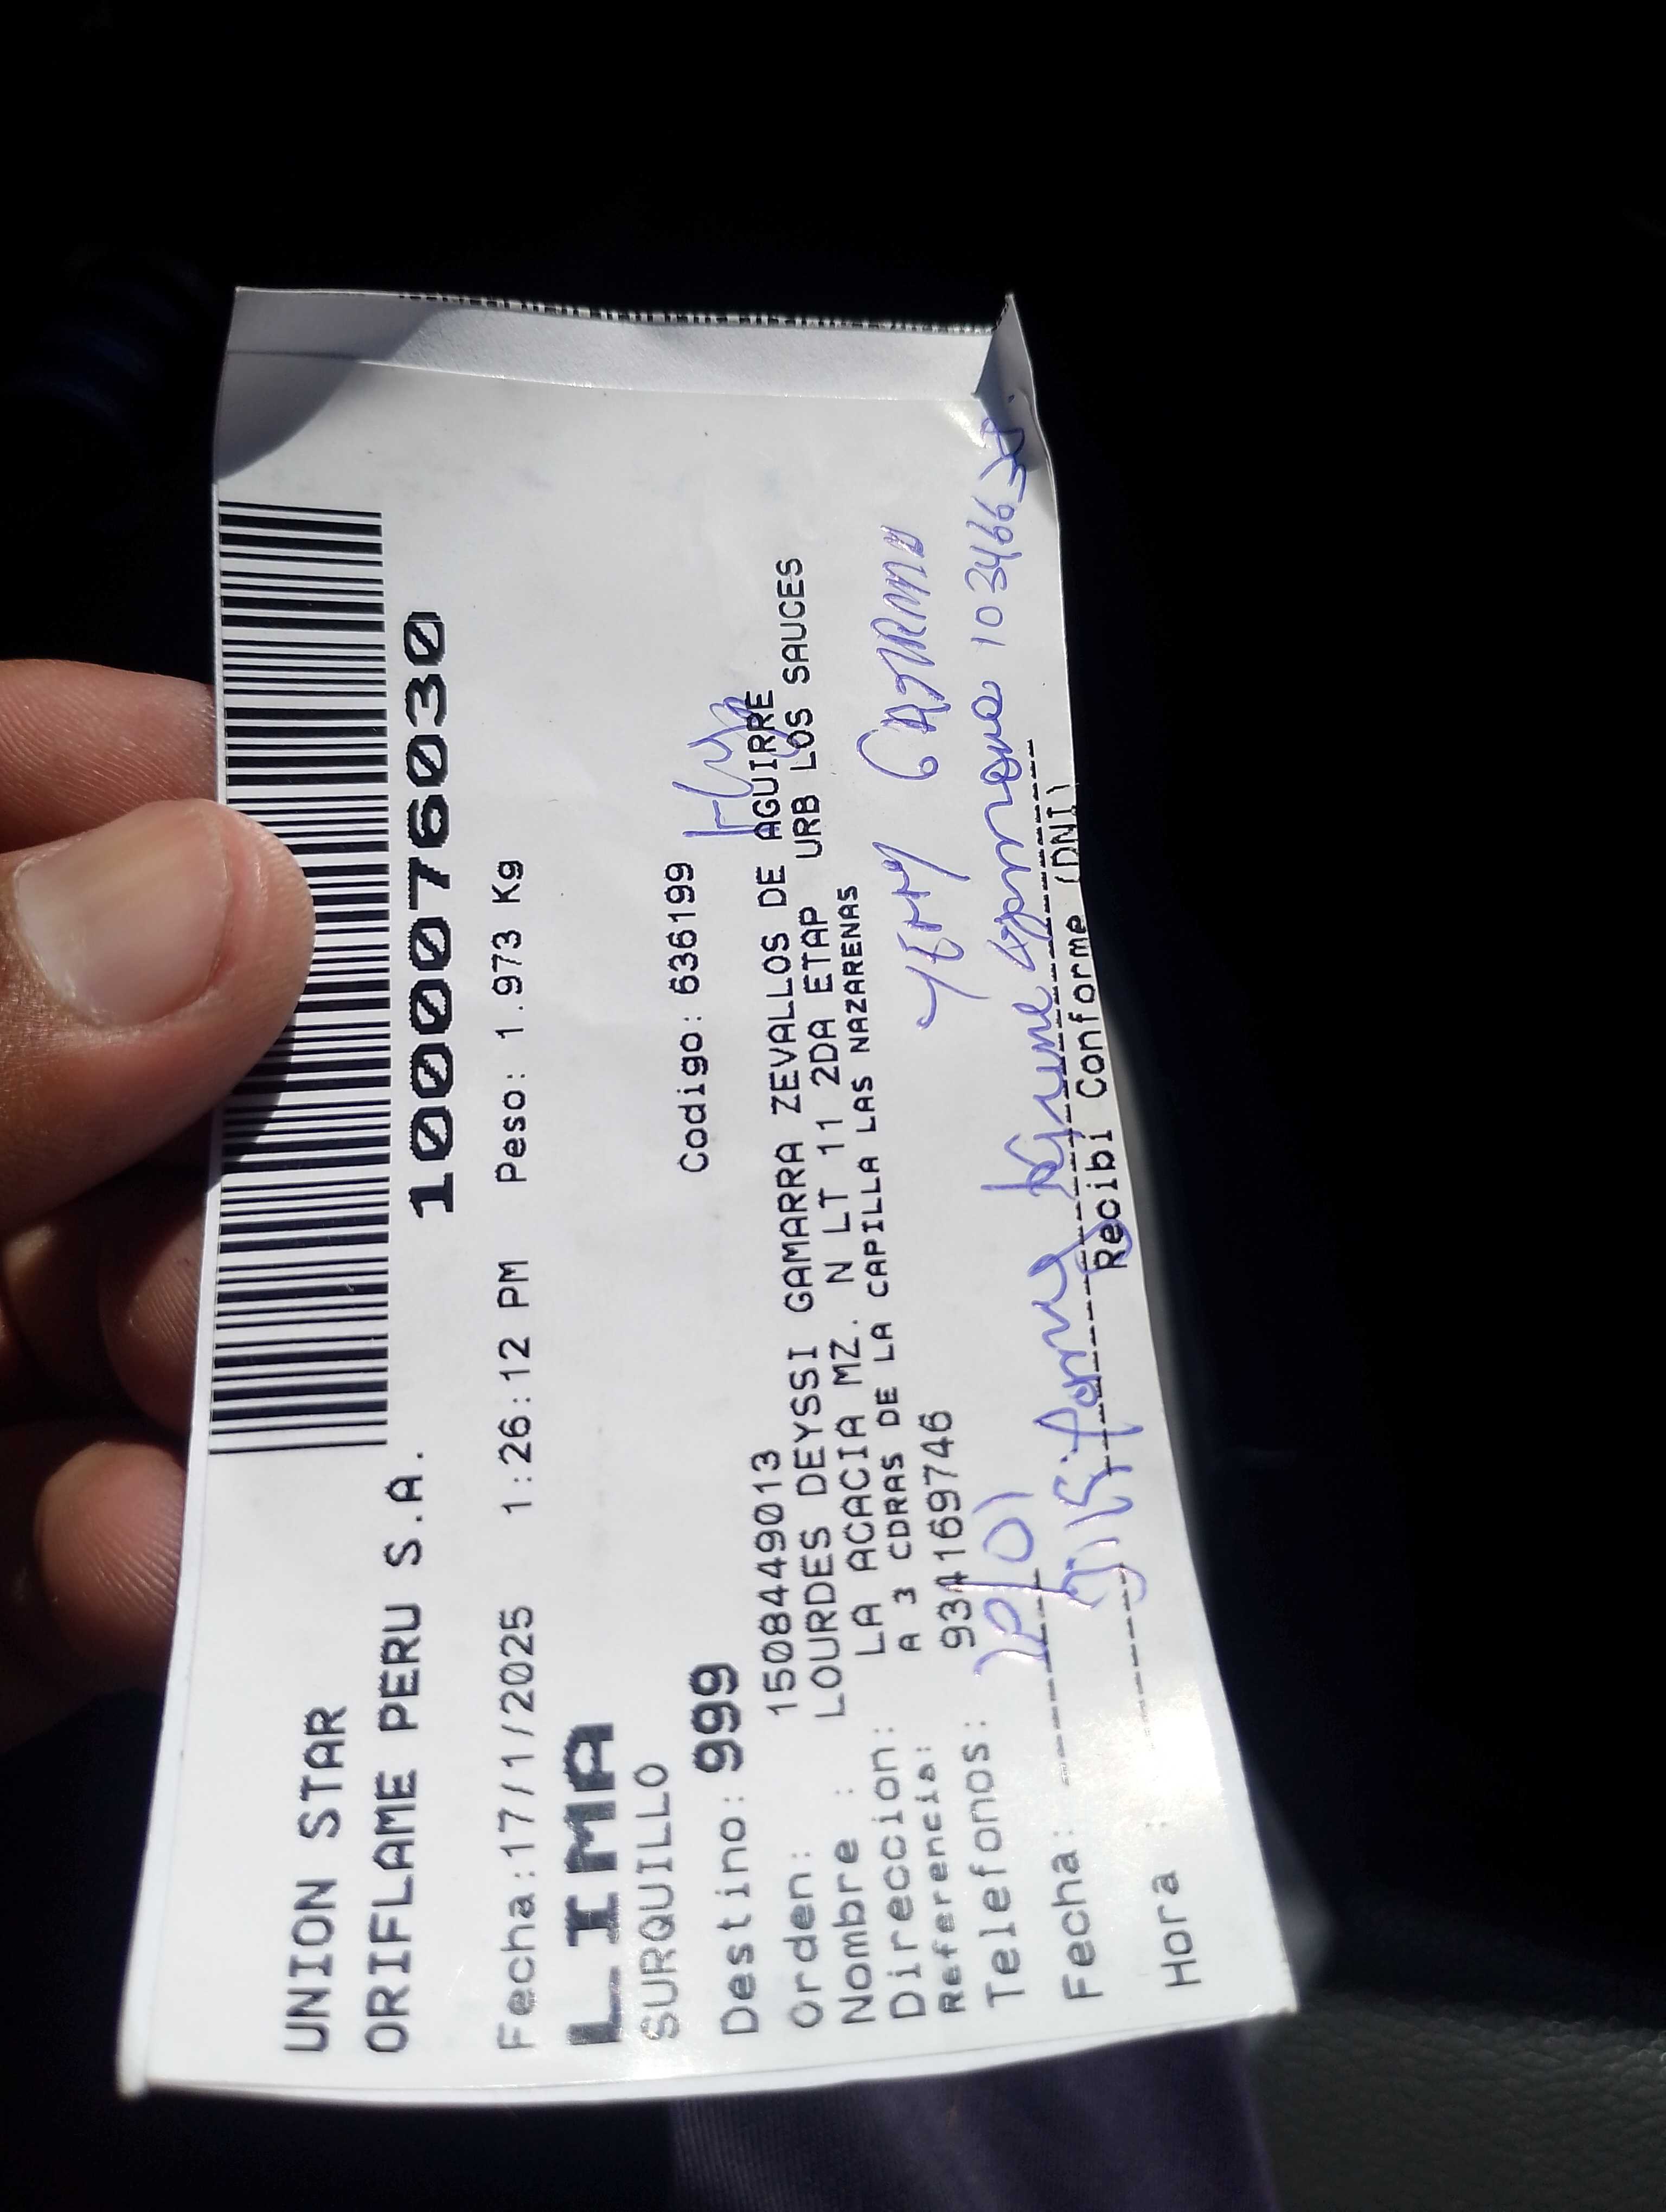 UNION STAR
ORIFLAME PERU S.A.
100076030
Fecha:17/1/2025 1:26:12 PM Peso: 1.973 Kg
LIMA
SURQUILLO
Destino: 999 Codigo: 636199
Orden: 1508449013
Nombre : LOURDES DEYSSI GAMARRA ZEVALLOS DE AGUIRRE
Direccion: LA ACACIA MZ. N LT 11 2DA ETAP URB LOS SAUCES
Referencia: A 3 CDRAS DE LA CAPILLA LAS NAZARENAS
Telefonos: 934169746
Fecha:
Hora :
Recibi Conforme (DNI)